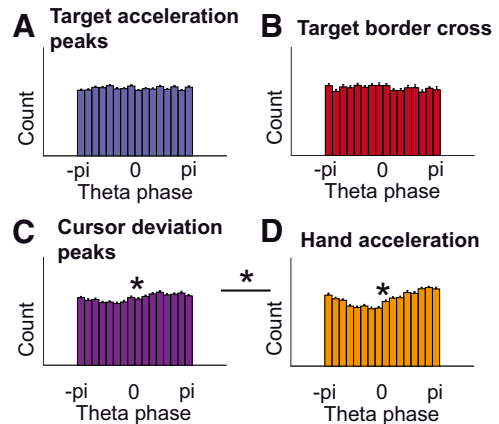 A Target acceleration
peaks
Count
-pi 0 pi
Theta phase
B Target border cross
Count
-pi 0 pi
Theta phase
C Cursor deviation
peaks
*
Count
-pi 0 pi
Theta phase
*
D Hand acceleration
*
Count
-pi 0 pi
Theta phase